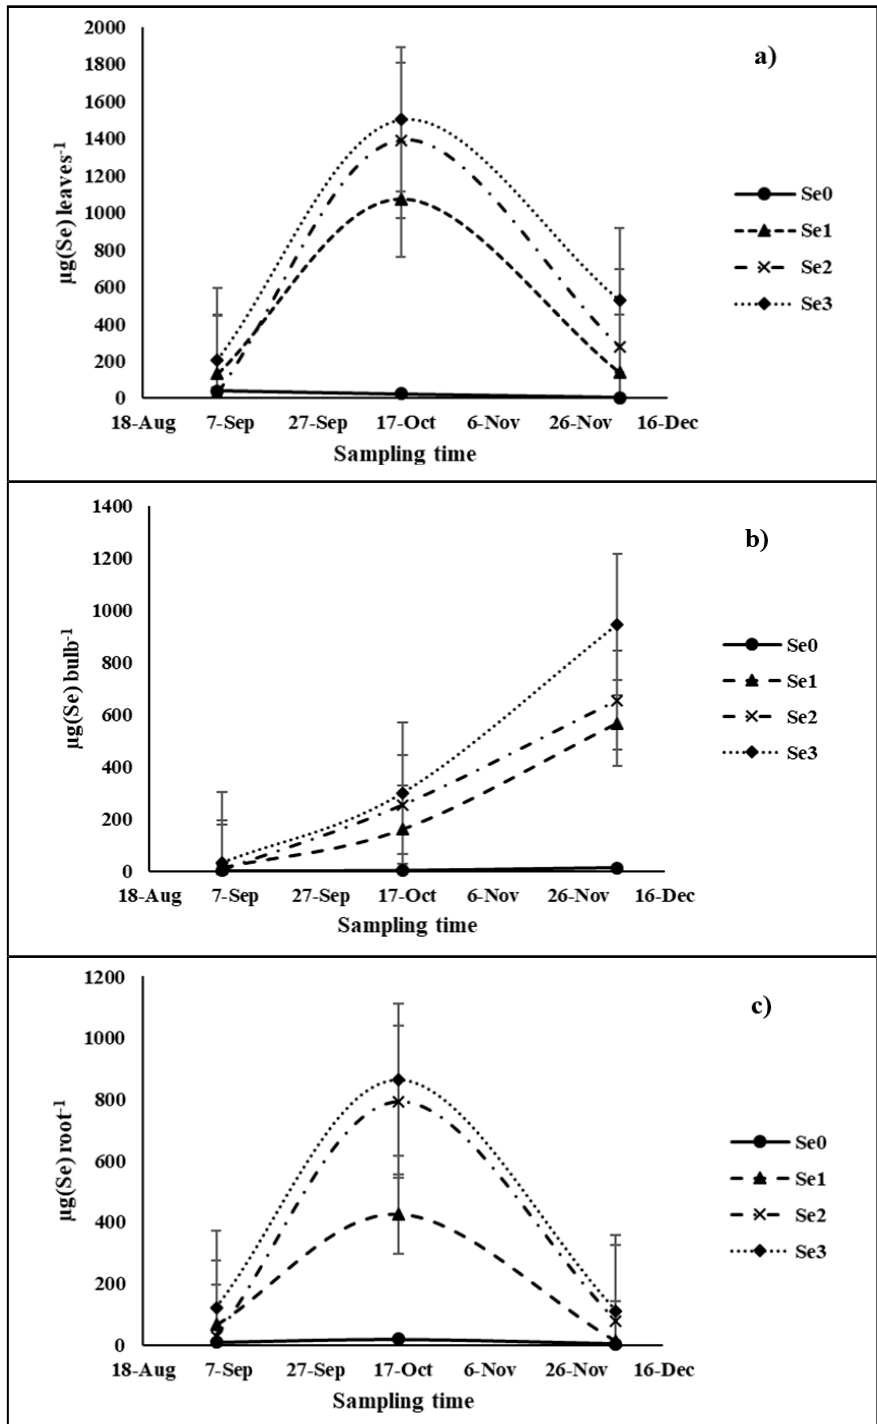 a)
2000
1800
1600
1400
1200
1000
800
600
400
200
0
µg(Se) leaves⁻¹
18-Aug 7-Sep 27-Sep 17-Oct 6-Nov 26-Nov 16-Dec
Sampling time
Se0
Se1
Se2
Se3
b)
1400
1200
1000
800
600
400
200
0
µg(Se) bulb⁻¹
18-Aug 7-Sep 27-Sep 17-Oct 6-Nov 26-Nov 16-Dec
Sampling time
Se0
Se1
Se2
Se3
c)
1200
1000
800
600
400
200
0
µg(Se) root⁻¹
18-Aug 7-Sep 27-Sep 17-Oct 6-Nov 26-Nov 16-Dec
Sampling time
Se0
Se1
Se2
Se3